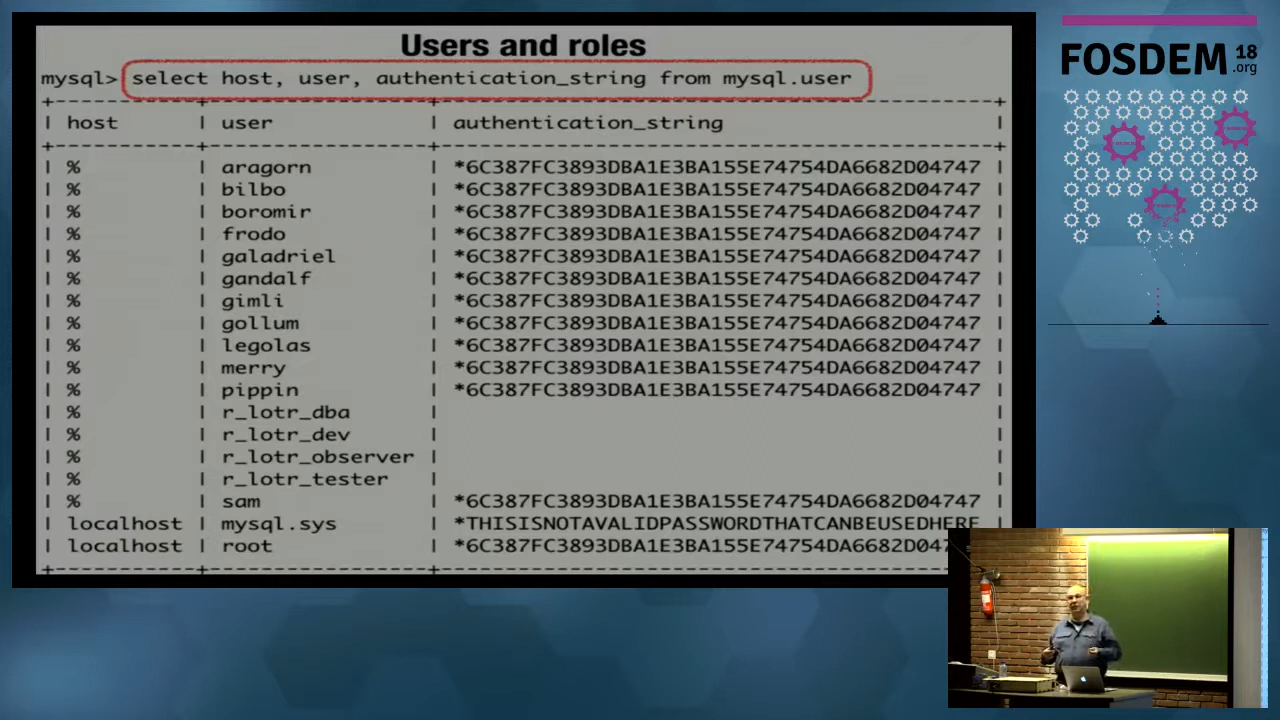 Users and roles
mysql> select host, user, authentication_string from mysql.user
| host | user | authentication_string |
| % | aragorn | *6C387FC3893DBA1E3BA155E74754DA6682D04747 |
| % | bilbo | *6C387FC3893DBA1E3BA155E74754DA6682D04747 |
| % | boromir | *6C387FC3893DBA1E3BA155E74754DA6682D04747 |
| % | frodo | *6C387FC3893DBA1E3BA155E74754DA6682D04747 |
| % | galadriel | *6C387FC3893DBA1E3BA155E74754DA6682D04747 |
| % | gandalf | *6C387FC3893DBA1E3BA155E74754DA6682D04747 |
| % | gimli | *6C387FC3893DBA1E3BA155E74754DA6682D04747 |
| % | gollum | *6C387FC3893DBA1E3BA155E74754DA6682D04747 |
| % | legolas | *6C387FC3893DBA1E3BA155E74754DA6682D04747 |
| % | merry | *6C387FC3893DBA1E3BA155E74754DA6682D04747 |
| % | pippin | *6C387FC3893DBA1E3BA155E74754DA6682D04747 |
| % | r_lotr_dba | |
| % | r_lotr_dev | |
| % | r_lotr_observer | |
| % | r_lotr_tester | |
| % | sam | *6C387FC3893DBA1E3BA155E74754DA6682D04747 |
| localhost | mysql.sys | *THISISNOTAVALIDPASSWORDTHATCANBEUSEDHERE |
| localhost | root | *6C387FC3893DBA1E3BA155E74754DA6682D04
FOSDEM 18 .org